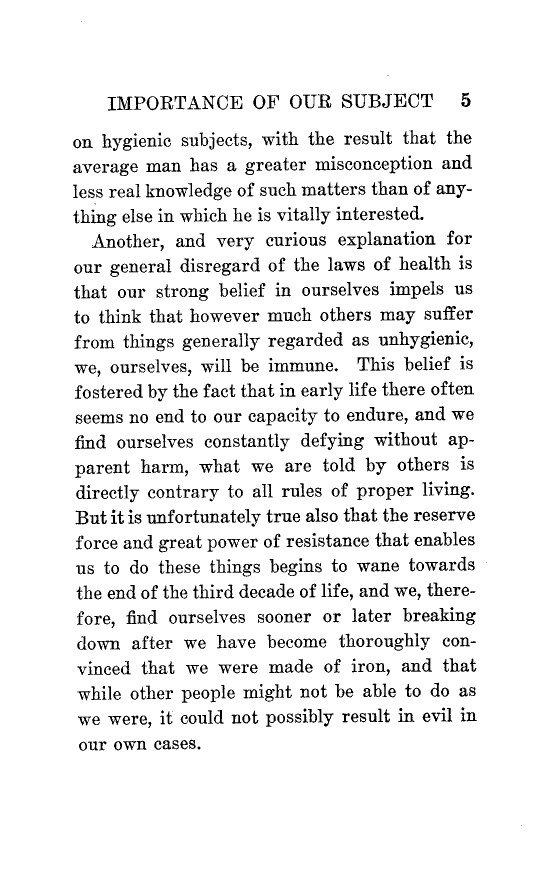 IMPORTANCE OF OUR SUBJECT 5
on hygienic subjects, with the result that the
average man has a greater misconception and
less real knowledge of such matters than of any-
thing else in which he is vitally interested.
Another, and very curious explanation for
our general disregard of the laws of health is
that our strong belief in ourselves impels us
to think that however much others may suffer
from things generally regarded as unhygienic,
we, ourselves, will be immune. This belief is
fostered by the fact that in early life there often
seems no end to our capacity to endure, and we
find ourselves constantly defying without ap-
parent harm, what we are told by others is
directly contrary to all rules of proper living.
But it is unfortunately true also that the reserve
force and great power of resistance that enables
us to do these things begins to wane towards
the end of the third decade of life, and we, there-
fore, find ourselves sooner or later breaking
down after we have become thoroughly con-
vinced that we were made of iron, and that
while other people might not be able to do as
we were, it could not possibly result in evil in
our own cases.